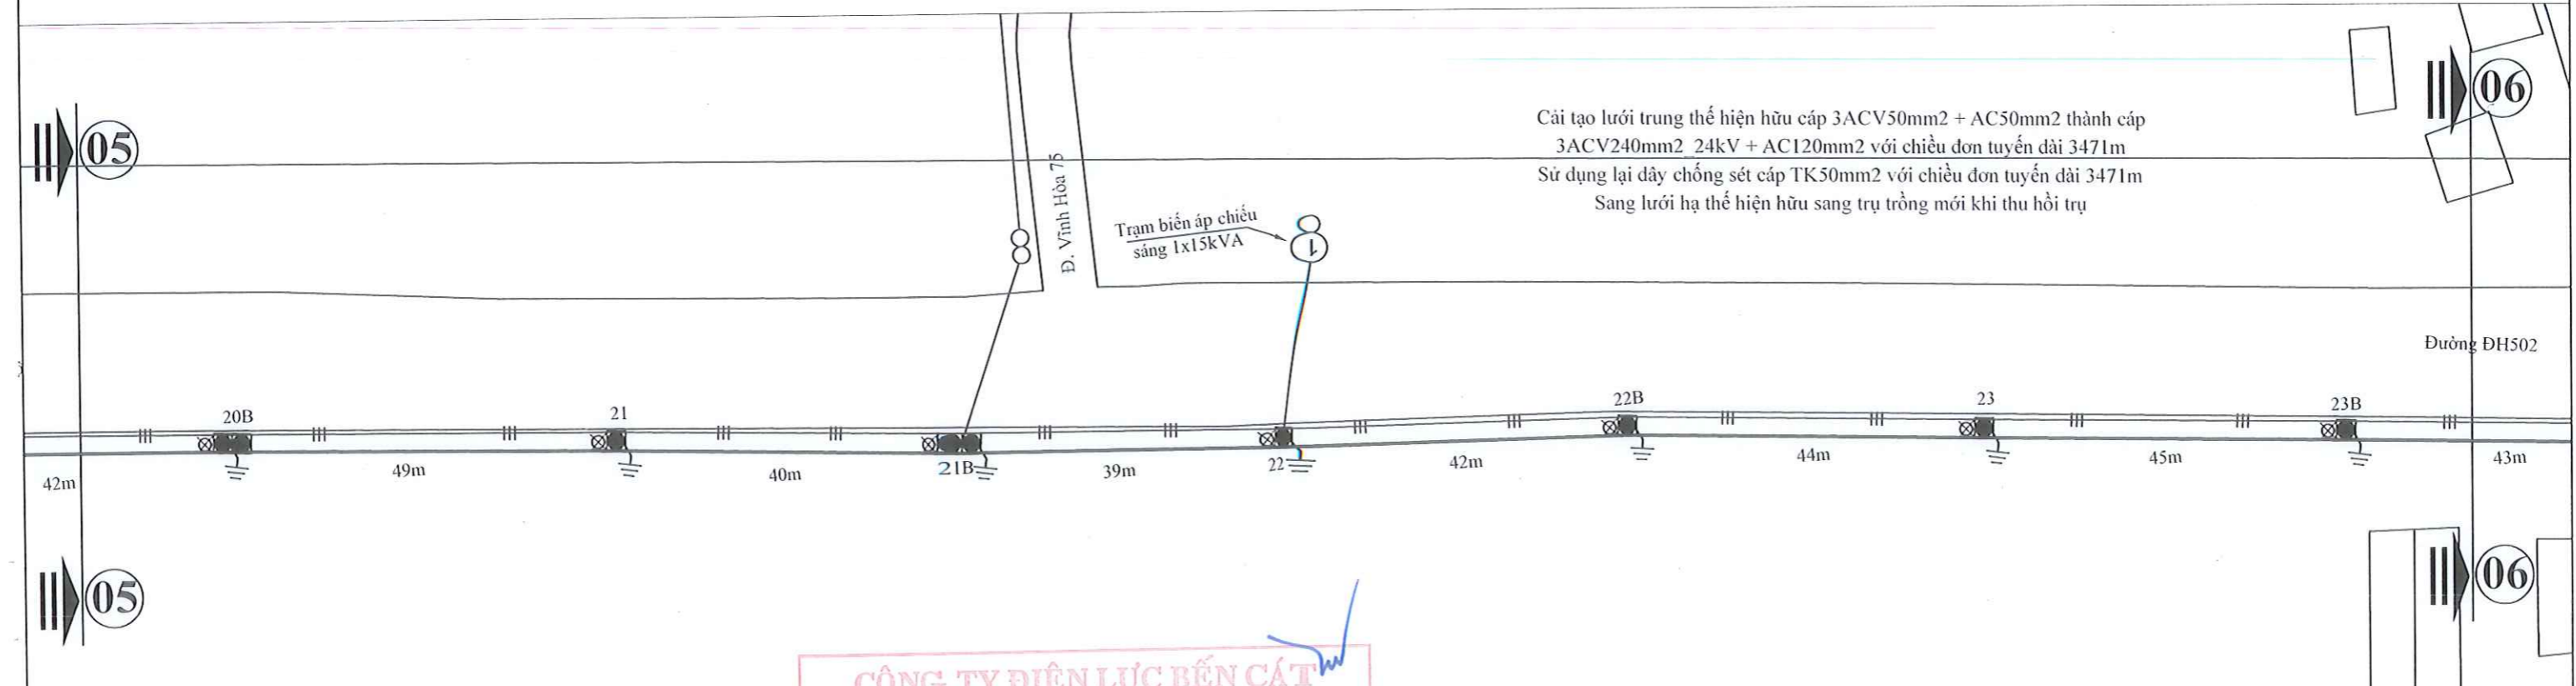 05
06
Cải tạo lưới trung thế hiện hữu cáp 3ACV50mm2 + AC50mm2 thành cáp
3ACV240mm2_24kV + AC120mm2 với chiều đơn tuyến dài 3471m
Sử dụng lại dây chống sét cáp TK50mm2 với chiều đơn tuyến dài 3471m
Sang lưới hạ thế hiện hữu sang trụ trồng mới khi thu hồi trụ
Đ. Vĩnh Hòa 75
Trạm biến áp chiếu
sáng 1x15kVA
1
Đường ĐH502
20B
21
22B
23
23B
42m
49m
40m
21B
39m
22
42m
44m
45m
43m
05
06
CÔNG TY ĐIỆN LỰC BẾN CÁT